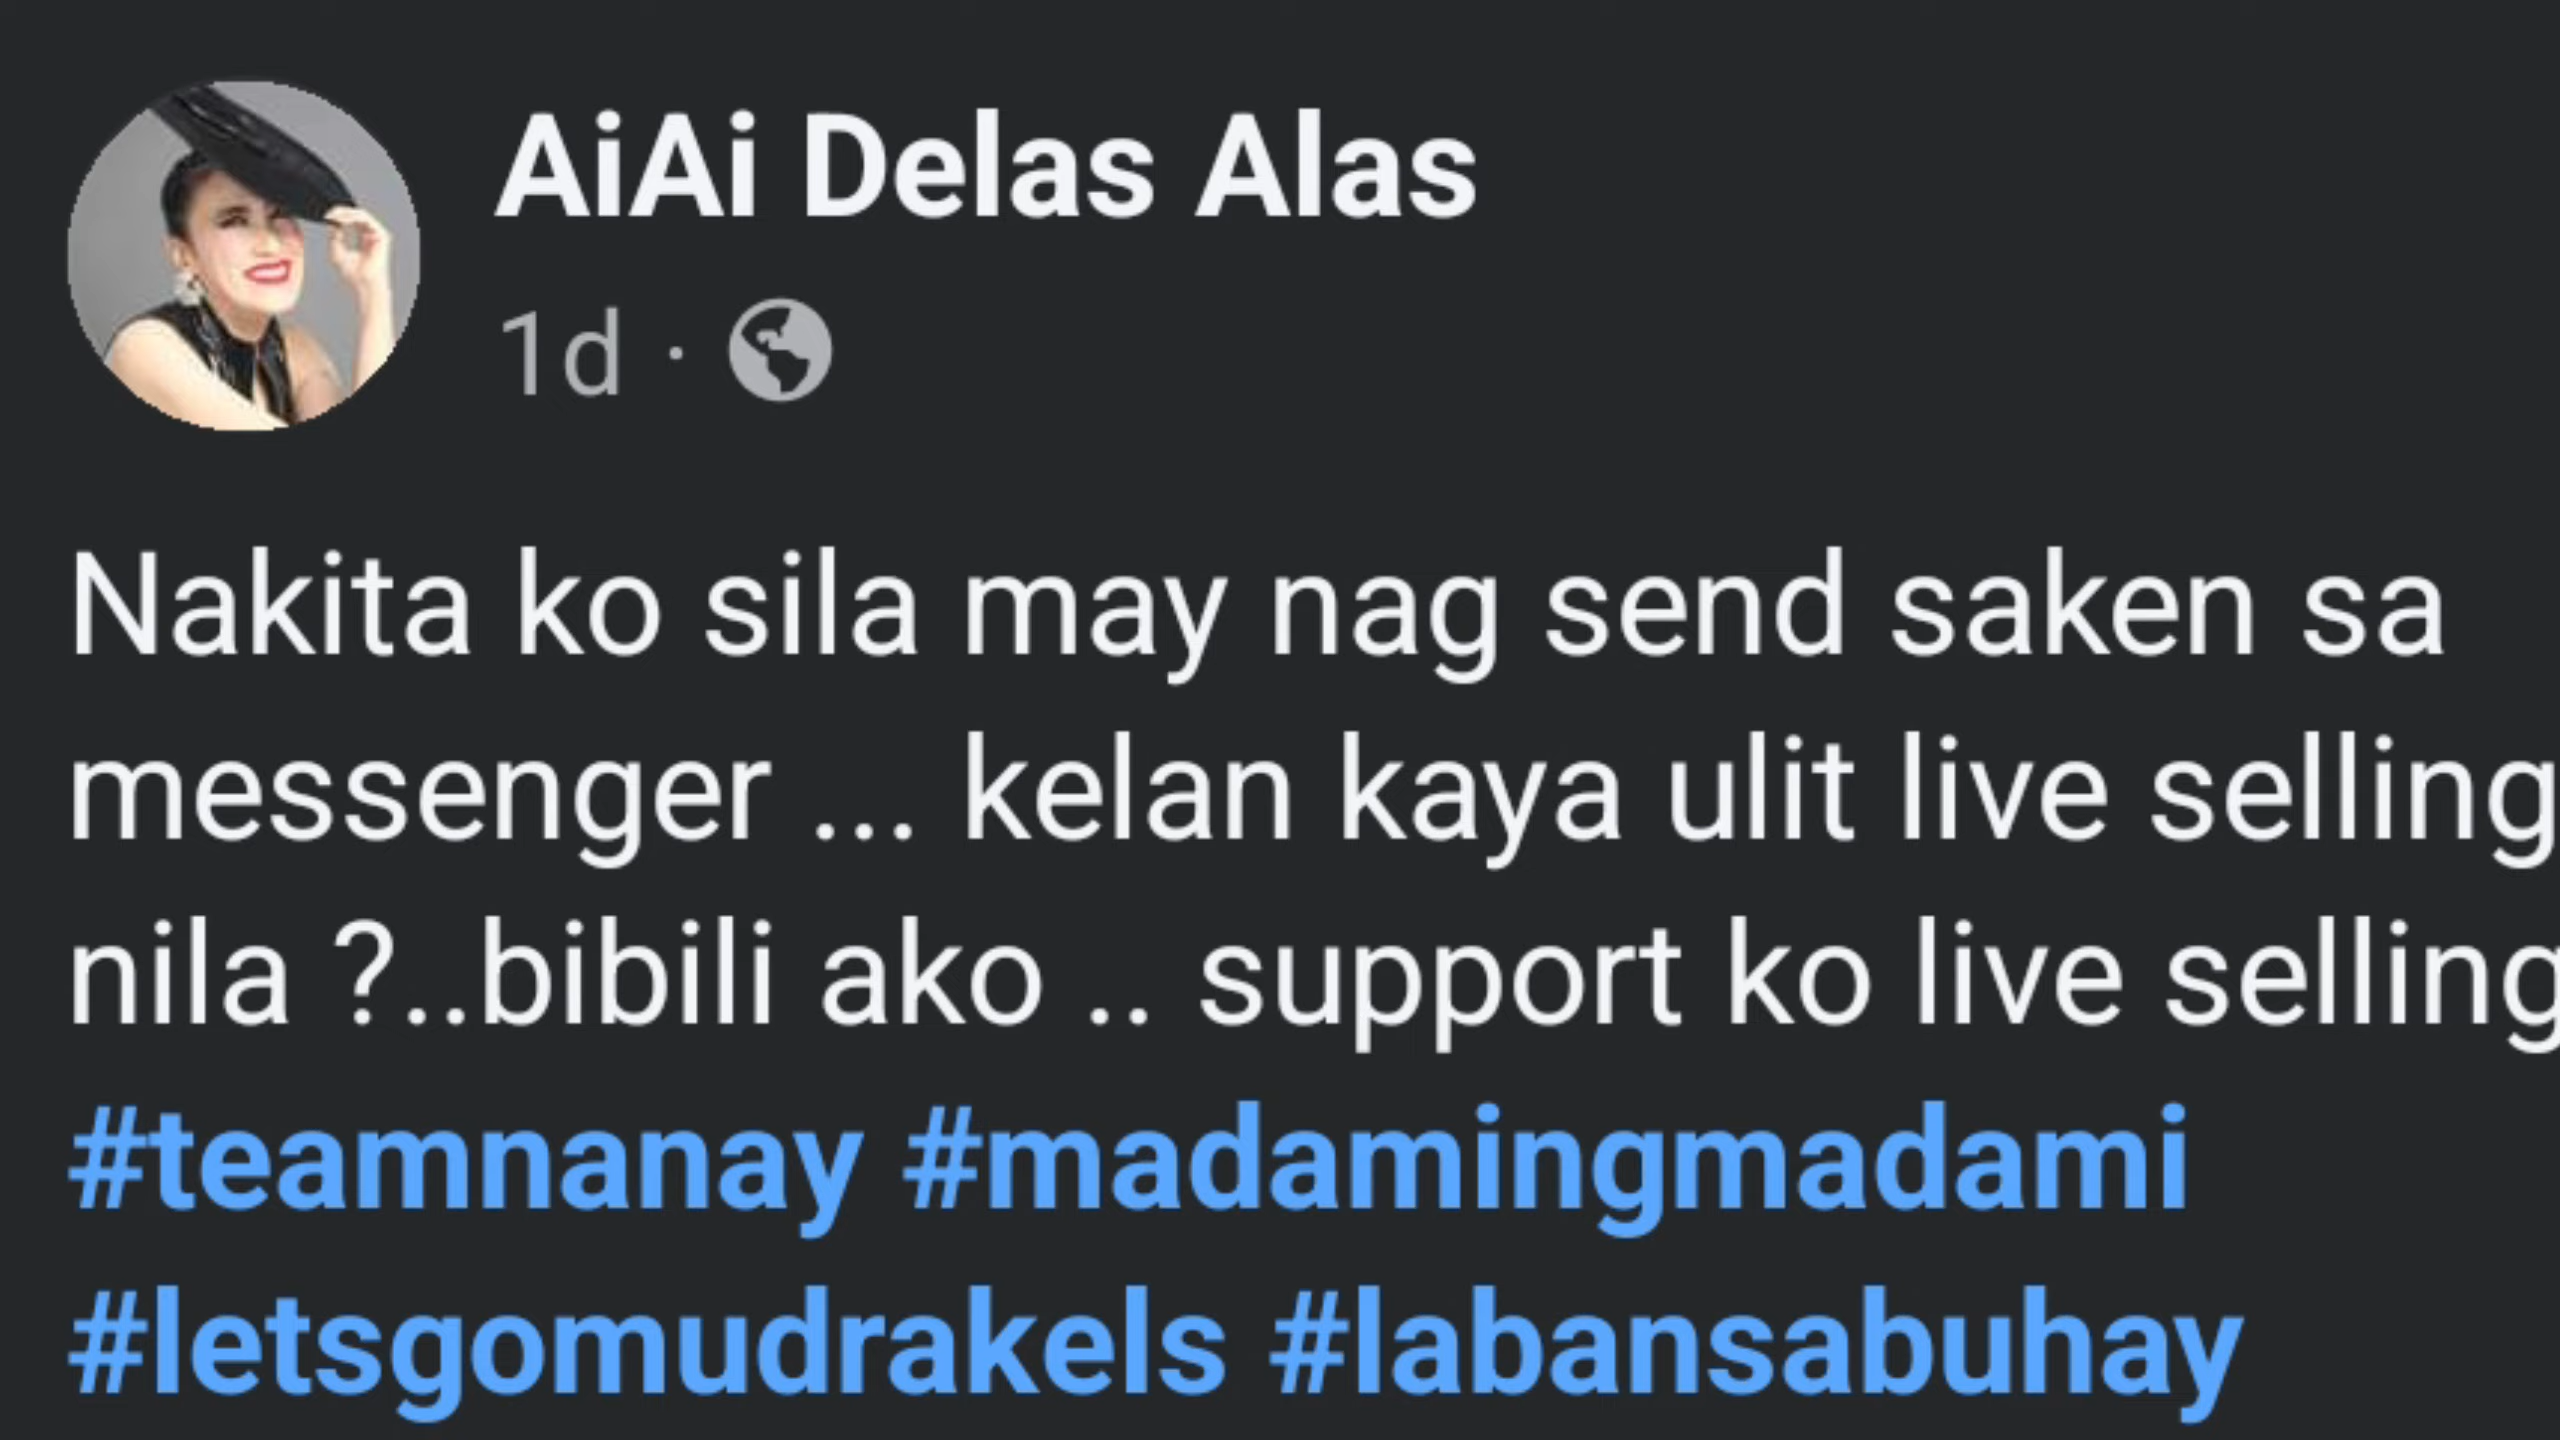 AiAi Delas Alas
1d ·
Nakita ko sila may nag send saken sa
messenger ... kelan kaya ulit live selling
nila ?..bibili ako .. support ko live selling
#teamnanay #madamingmadami
#letsgomudrakels #labansabuhay